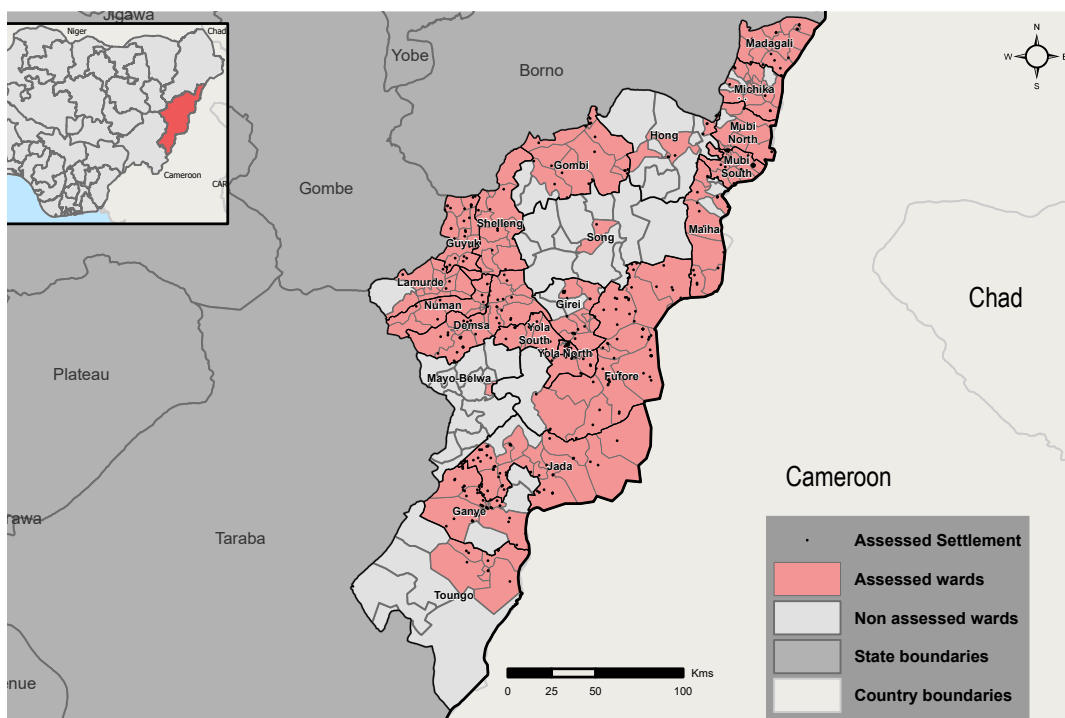 Jigawa
Niger
Chad
Cameroon
CAR
Yobe
Borno
Gombe
Plateau
Taraba
Madagali
Michika
Mubi
North
Mubi
South
Hong
Gombi
Maiha
Shelleng
Song
Guyuk
Lamurde
Girei
Numan
Demsa
Yola
South
Yola North
Mayo-Belwa
Fufore
Jada
Ganye
Toungo
N
W
E
S
Chad
Cameroon
rawa
enue
Assessed Settlement
Assessed wards
Non assessed wards
State boundaries
Country boundaries
Kms
0 25 50 100